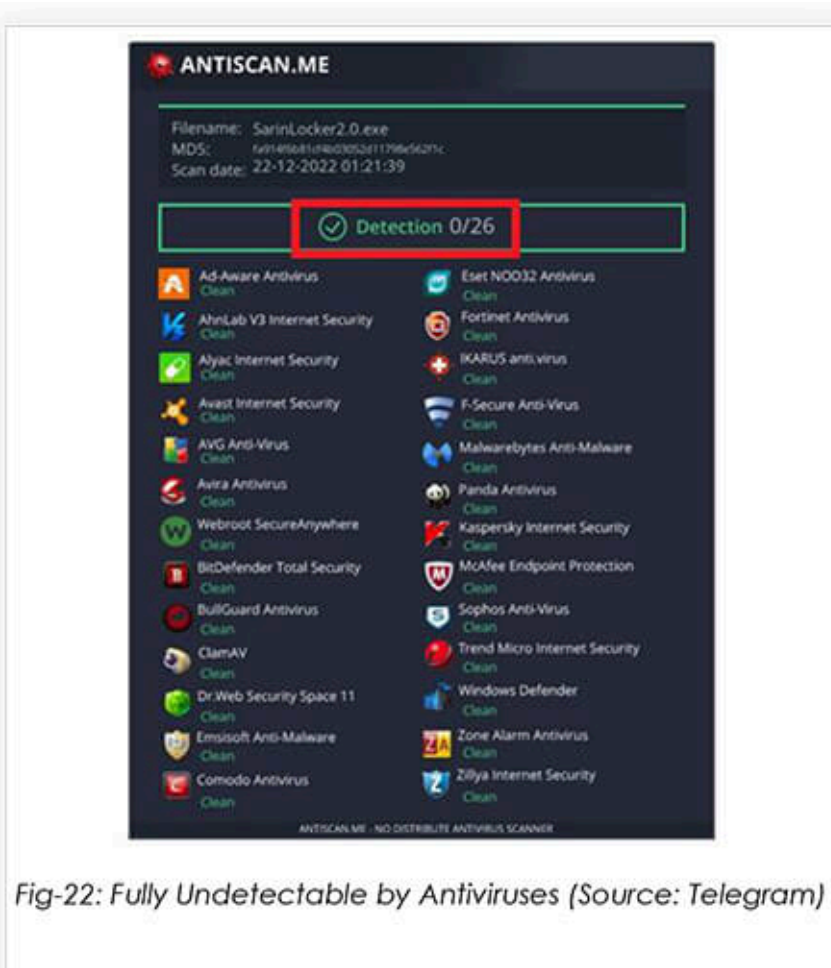 ANTISCAN.ME
Filename: SarinLocker2.0.exe
MD5:
Scan date: 22-12-2022 01:21:39
Detection 0/26
Ad-Aware Antivirus
Clean
AhnLab V3 Internet Security
Clean
Alyac Internet Security
Clean
Avast Internet Security
Clean
AVG Anti-Virus
Clean
Avira Antivirus
Clean
Webroot SecureAnywhere
Clean
BitDefender Total Security
Clean
BullGuard Antivirus
Clean
ClamAV
Clean
Dr.Web Security Space 11
Clean
Emsisoft Anti-Malware
Clean
Comodo Antivirus
Clean
Eset NOD32 Antivirus
Clean
Fortinet Antivirus
Clean
IKARUS anti.virus
Clean
F-Secure Anti-Virus
Clean
Malwarebytes Anti-Malware
Clean
Panda Antivirus
Clean
Kaspersky Internet Security
Clean
McAfee Endpoint Protection
Clean
Sophos Anti-Virus
Clean
Trend Micro Internet Security
Clean
Windows Defender
Clean
Zone Alarm Antivirus
Clean
Zillya Internet Security
Clean
ANTISCAN.ME - NO DISTRIBUTE ANTIVIRUS SCANNER
Fig-22: Fully Undetectable by Antiviruses (Source: Telegram)